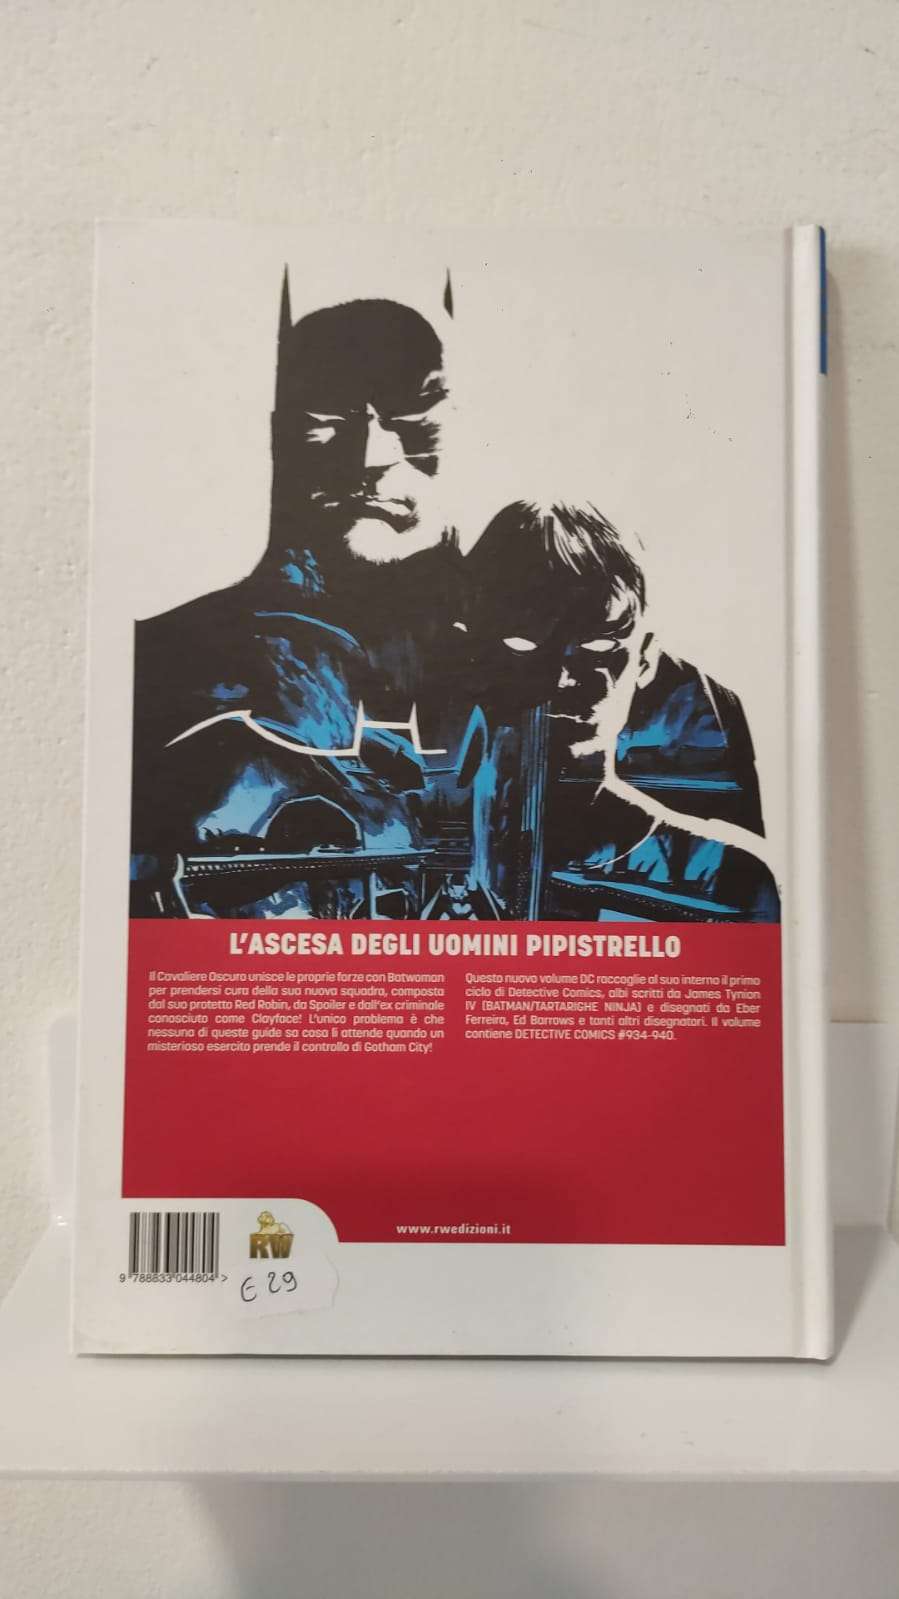 L'ASCESA DEGLI UOMINI PIPISTRELLO
Il Cavaliere Oscuro unisce le proprie forze con Batwoman
per prendersi cura della sua nuova squadra, composta
dal suo protetto Red Robin, da Spoiler e dall'ex criminale
conosciuto come Clayface! L'unico problema è che
nessuna di queste guide sa cosa li attende quando un
misterioso esercito prende il controllo di Gotham City!
Questo nuovo volume DC raccoglie al suo interno il primo
ciclo di Detective Comics, albi scritti da James Tynion
IV (BATMAN/TARTARIGHE NINJA) e disegnati da Eber
Ferreira, Ed Barrows e tanti altri disegnatori. Il volume
contiene DETECTIVE COMICS #934-940.
www.rwedizioni.it
RW
9 788833 044804 >
€ 29